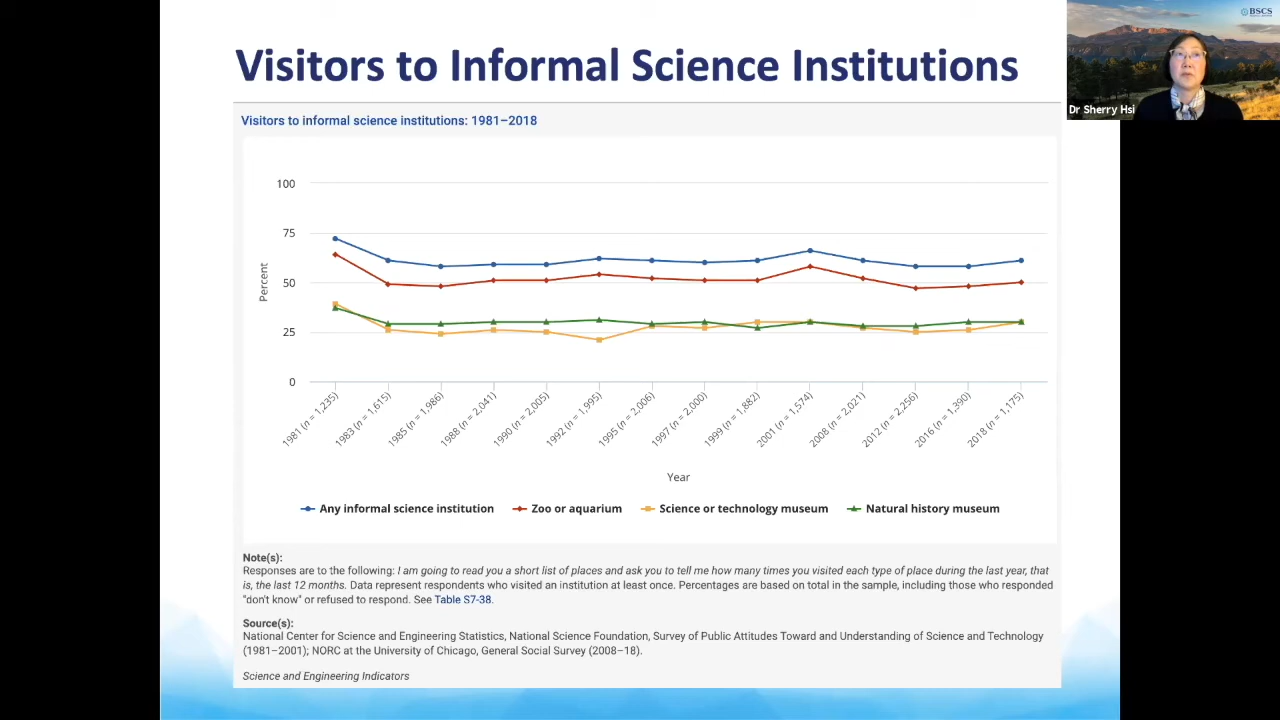 Visitors to Informal Science Institutions
BSCS
Dr Sherry Hsi
Visitors to informal science institutions: 1981–2018
100
75
50
25
0
Percent
1981 (n = 1,235)
1983 (n = 1,615)
1985 (n = 1,986)
1988 (n = 2,041)
1990 (n = 2,005)
1992 (n = 1,995)
1995 (n = 2,006)
1997 (n = 2,000)
1999 (n = 1,882)
2001 (n = 1,574)
2008 (n = 2,021)
2012 (n = 2,256)
2016 (n = 1,390)
2018 (n = 1,175)
Year
Any informal science institution
Zoo or aquarium
Science or technology museum
Natural history museum
Note(s):
Responses are to the following: I am going to read you a short list of places and ask you to tell me how many times you visited each type of place during the last year, that
is, the last 12 months. Data represent respondents who visited an institution at least once. Percentages are based on total in the sample, including those who responded
"don't know" or refused to respond. See Table S7-38.
Source(s):
National Center for Science and Engineering Statistics, National Science Foundation, Survey of Public Attitudes Toward and Understanding of Science and Technology
(1981–2001); NORC at the University of Chicago, General Social Survey (2008–18).
Science and Engineering Indicators